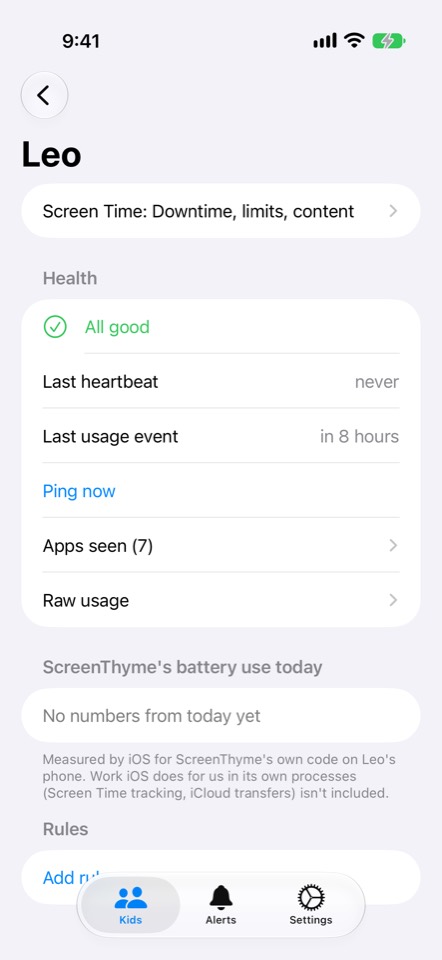 9:41
Leo
Screen Time: Downtime, limits, content
Health
All good
Last heartbeat never
Last usage event in 8 hours
Ping now
Apps seen (7)
Raw usage
ScreenThyme's battery use today
No numbers from today yet
Measured by iOS for ScreenThyme's own code on Leo's
phone. Work iOS does for us in its own processes
(Screen Time tracking, iCloud transfers) isn't included.
Rules
Add
Kids
Alerts
Settings